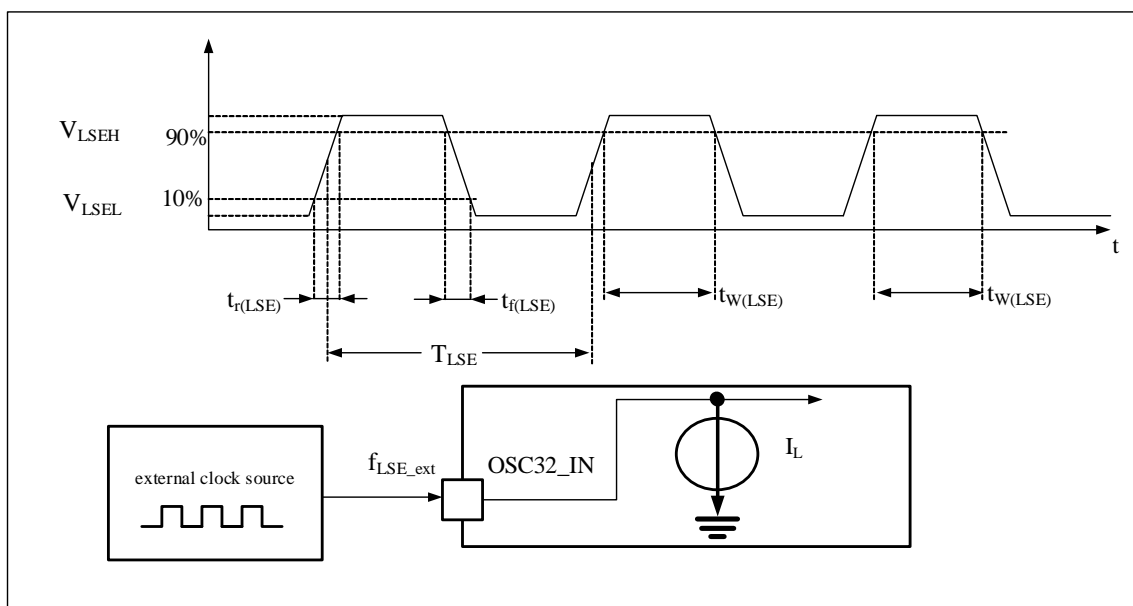 V_LSEH
90%
V_LSEL
10%
t
t_r(LSE)
t_f(LSE)
t_W(LSE)
t_W(LSE)
T_LSE
external clock source
f_LSE_ext
OSC32_IN
I_L